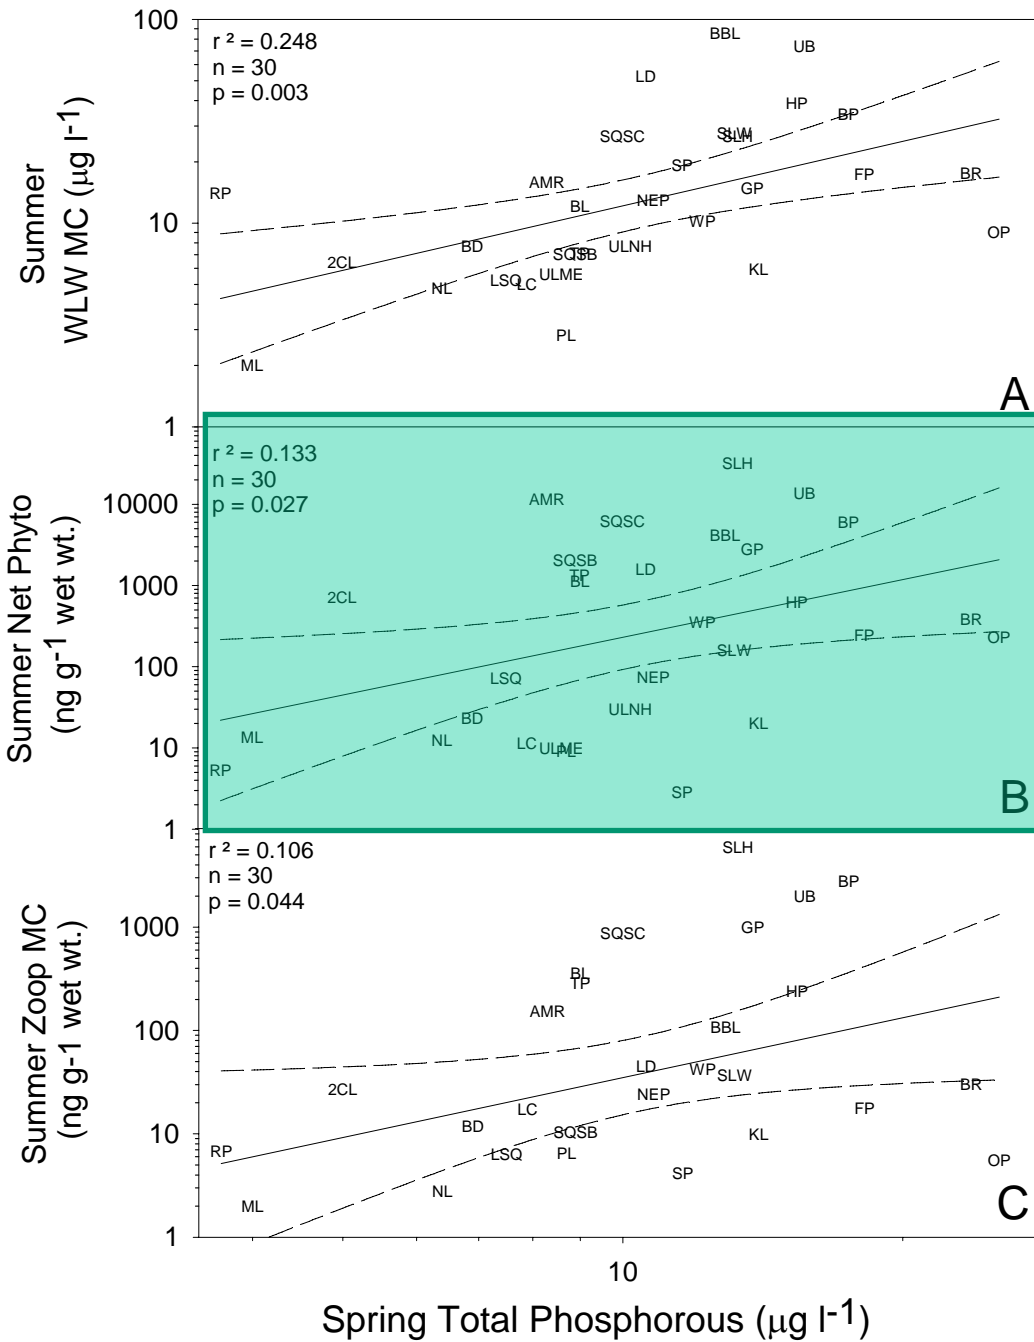 Summer
WLW MC (µg l-1)
100
10
r ² = 0.248
n = 30
p = 0.003
BBL
UB
LD
HP
BP
SQSC
SLW
SLH
SP
FP
BR
AMR
GP
RP
BL
NEP
WP
OP
BD
ULNH
SQSB
TP
2CL
KL
ULME
LSQ
LC
NL
PL
ML
A
Summer Net Phyto
(ng g-1 wet wt.)
1
10000
1000
100
10
1
r ² = 0.133
n = 30
p = 0.027
SLH
AMR
UB
SQSC
BP
BBL
GP
SQSB
LD
TP
BL
2CL
HP
WP
BR
FP
OP
SLW
LSQ
NEP
ULNH
BD
KL
ML
NL
LC
ULME
PL
RP
SP
B
Summer Zoop MC
(ng g-1 wet wt.)
1000
100
10
1
r ² = 0.106
n = 30
p = 0.044
SLH
BP
UB
GP
SQSC
BL
TP
HP
AMR
BBL
LD
WP
SLW
2CL
NEP
BR
LC
FP
BD
SQSB
KL
RP
LSQ
PL
OP
SP
NL
ML
C
10
Spring Total Phosphorous (µg l-1)